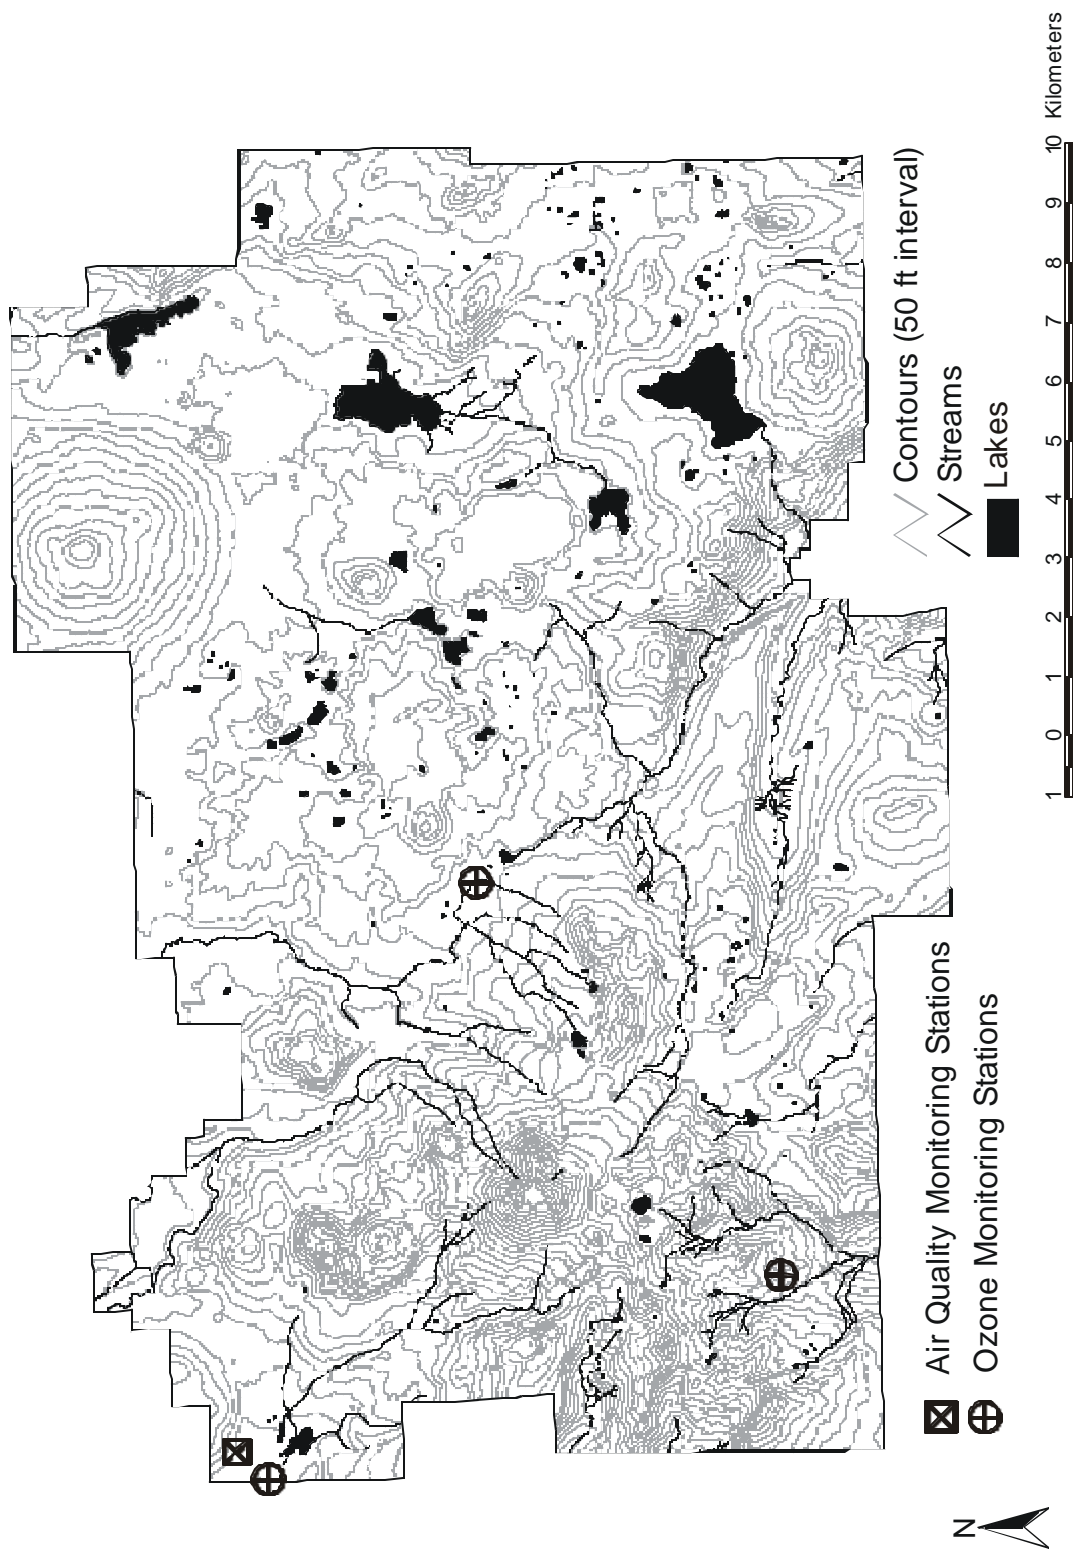 Contours (50 ft interval)
Streams
Lakes
Air Quality Monitoring Stations
Ozone Monitoring Stations
N
1 0 1 2 3 4 5 6 7 8 9 10 Kilometers